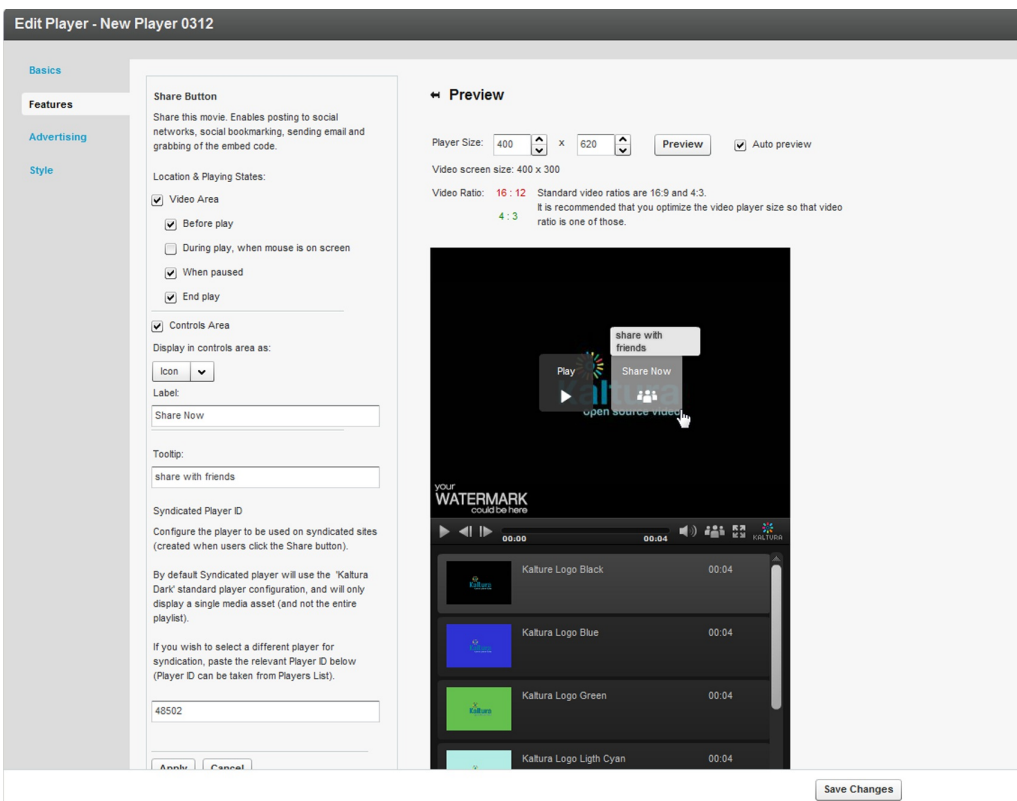 Edit Player - New Player 0312
Basics
Features
Advertising
Style
Share Button
Share this movie. Enables posting to social
networks, social bookmarking, sending email and
grabbing of the embed code.
Location & Playing States:
Video Area
Before play
During play, when mouse is on screen
When paused
End play
Controls Area
Display in controls area as:
Icon
Label:
Share Now
Tooltip:
share with friends
Syndicated Player ID
Configure the player to be used on syndicated sites
(created when users click the Share button).
By default Syndicated player will use the 'Kaltura
Dark' standard player configuration, and will only
display a single media asset (and not the entire
playlist).
If you wish to select a different player for
syndication, paste the relevant Player ID below
(Player ID can be taken from Players List).
48502
Apply Cancel
Preview
Player Size: 400 x 620 Preview Auto preview
Video screen size: 400 x 300
Video Ratio: 16 : 12 Standard video ratios are 16:9 and 4:3.
It is recommended that you optimize the video player size so that video
4 : 3 ratio is one of those.
share with
friends
Play Share Now
Kaltura
open source video
your
WATERMARK
could be here
00:00 00:04 KALTURA
Kalture Logo Black 00:04
Kaltura
Kaltura Logo Blue 00:04
Kaltura
Kaltura Logo Green 00:04
Kaltura
Kaltura Logo Ligth Cyan 00:04
Save Changes